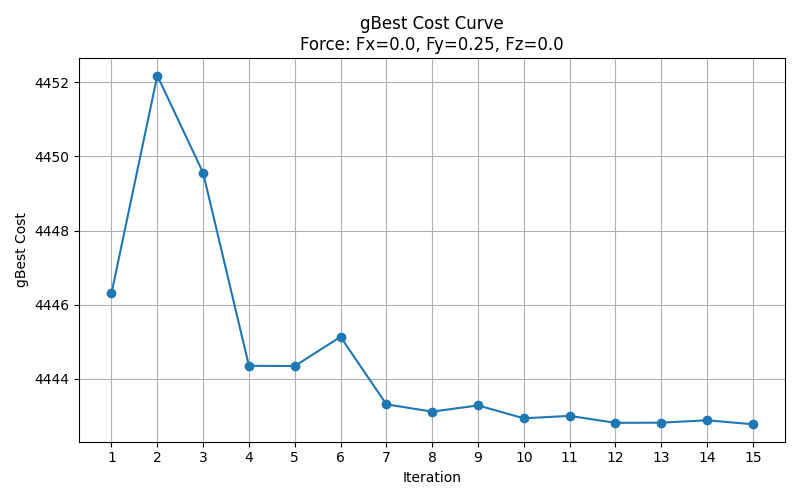 gBest Cost Curve
Force: Fx=0.0, Fy=0.25, Fz=0.0
gBest Cost
4452
4450
4448
4446
4444
1 2 3 4 5 6 7 8 9 10 11 12 13 14 15
Iteration